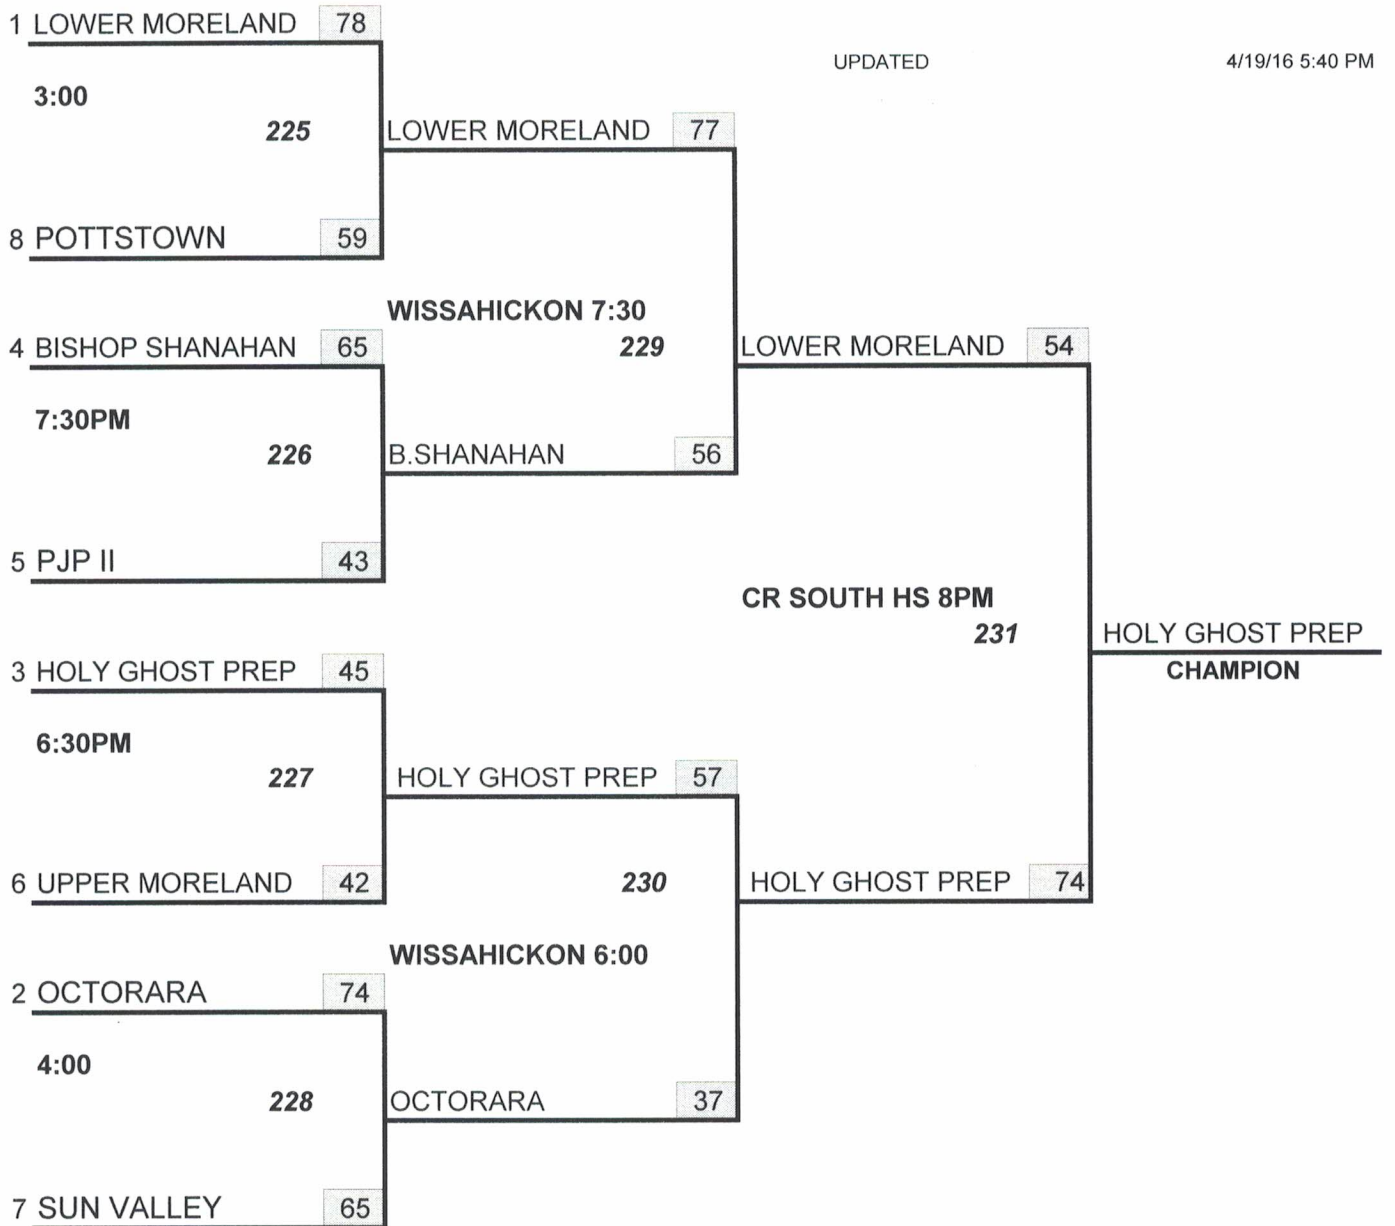 1 LOWER MORELAND 78
UPDATED 4/19/16 5:40 PM
3:00
225 LOWER MORELAND 77
8 POTTSTOWN 59
WISSAHICKON 7:30
4 BISHOP SHANAHAN 65 229 LOWER MORELAND 54
7:30PM
226 B.SHANAHAN 56
5 PJP II 43
CR SOUTH HS 8PM
231 HOLY GHOST PREP
3 HOLY GHOST PREP 45 CHAMPION
6:30PM
227 HOLY GHOST PREP 57
6 UPPER MORELAND 42 230 HOLY GHOST PREP 74
WISSAHICKON 6:00
2 OCTORARA 74
4:00
228 OCTORARA 37
7 SUN VALLEY 65